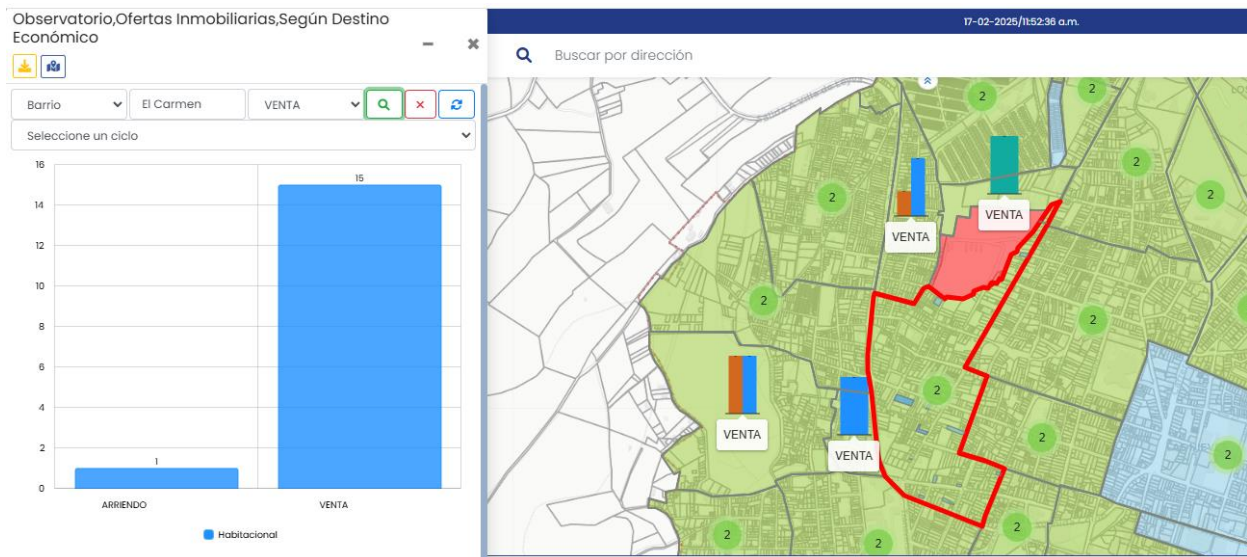 Observatorio,Ofertas Inmobiliarias,Según Destino
Económico
17-02-2025/11:52:36 a.m.
Buscar por dirección
Barrio
El Carmen
VENTA
Seleccione un ciclo
16
14
12
10
8
6
4
2
0
1
15
ARRIENDO
VENTA
Habitacional
2
2
2
2
2
VENTA
VENTA
2
2
2
VENTA
VENTA
2
2
2
2
2